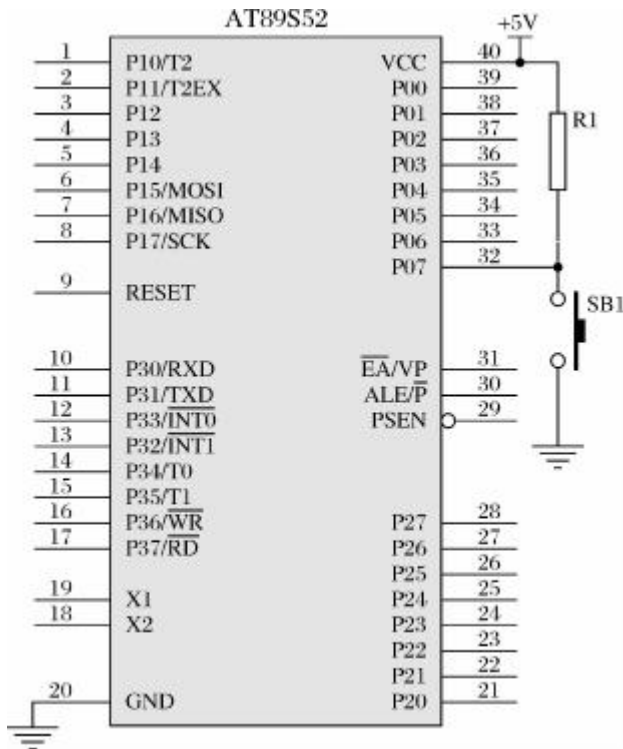 AT89S52
+5V
1 P10/T2 VCC 40
2 P11/T2EX P00 39
3 P12 P01 38
4 P13 P02 37
5 P14 P03 36
6 P15/MOSI P04 35
7 P16/MISO P05 34
8 P17/SCK P06 33
P07 32
R1
9 RESET
SB1
10 P30/RXD EA/VP 31
11 P31/TXD ALE/P 30
12 P33/INT0 PSEN 29
13 P32/INT1
14 P34/T0
15 P35/T1
16 P36/WR P27 28
17 P37/RD P26 27
P25 26
19 X1 P24 25
18 X2 P23 24
P22 23
P21 22
20 GND P20 21